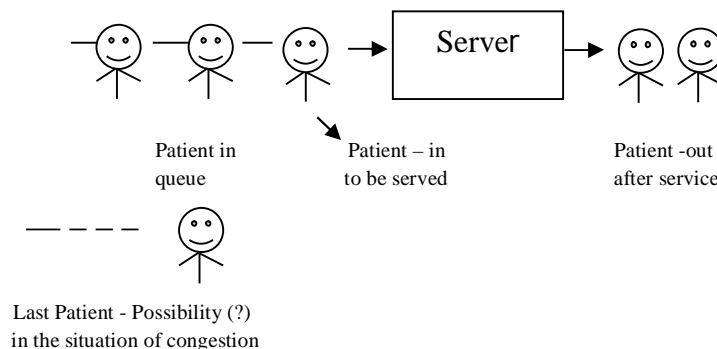 Server
Patient in
queue
Patient – in
to be served
Patient -out
after service
Last Patient - Possibility (?)
in the situation of congestion